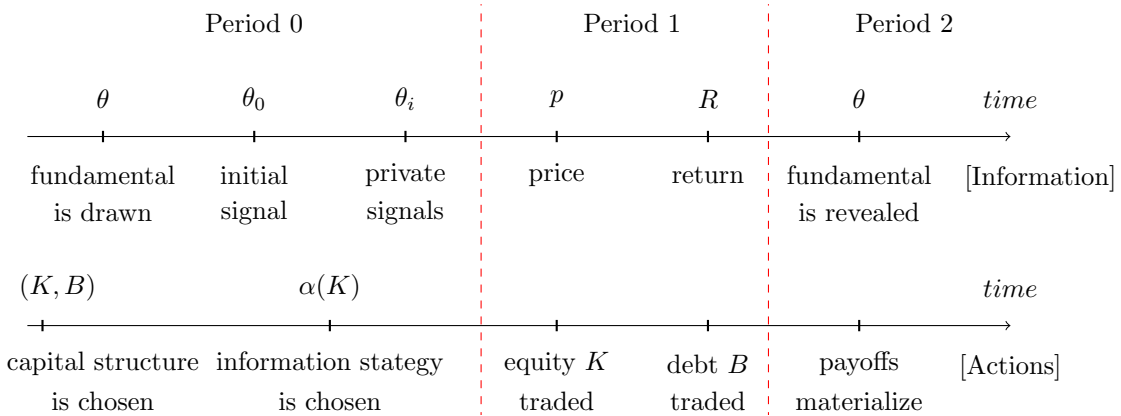 Period 0 Period 1 Period 2
θ θ₀ θᵢ p R θ time
fundamental initial private price return fundamental [Information]
is drawn signal signals is revealed
(K, B) α(K) time
capital structure information stategy equity K debt B payoffs [Actions]
is chosen is chosen traded traded materialize